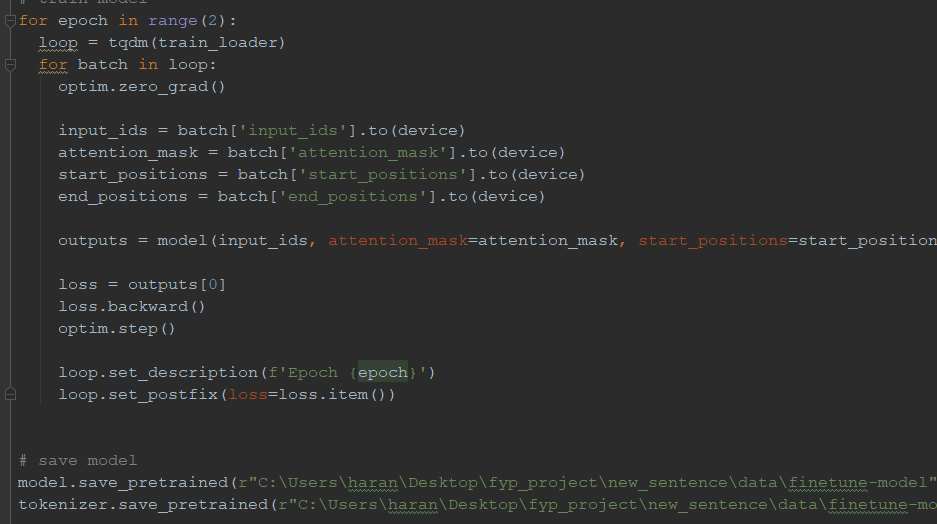 # train model
for epoch in range(2):
  loop = tqdm(train_loader)
  for batch in loop:
    optim.zero_grad()

    input_ids = batch['input_ids'].to(device)
    attention_mask = batch['attention_mask'].to(device)
    start_positions = batch['start_positions'].to(device)
    end_positions = batch['end_positions'].to(device)

    outputs = model(input_ids, attention_mask=attention_mask, start_positions=start_position

    loss = outputs[0]
    loss.backward()
    optim.step()

    loop.set_description(f'Epoch {epoch}')
    loop.set_postfix(loss=loss.item())

# save model
model.save_pretrained(r"C:\Users\haran\Desktop\fyp_project\new_sentence\data\finetune-model"
tokenizer.save_pretrained(r"C:\Users\haran\Desktop\fyp_project\new_sentence\data\finetune-mo